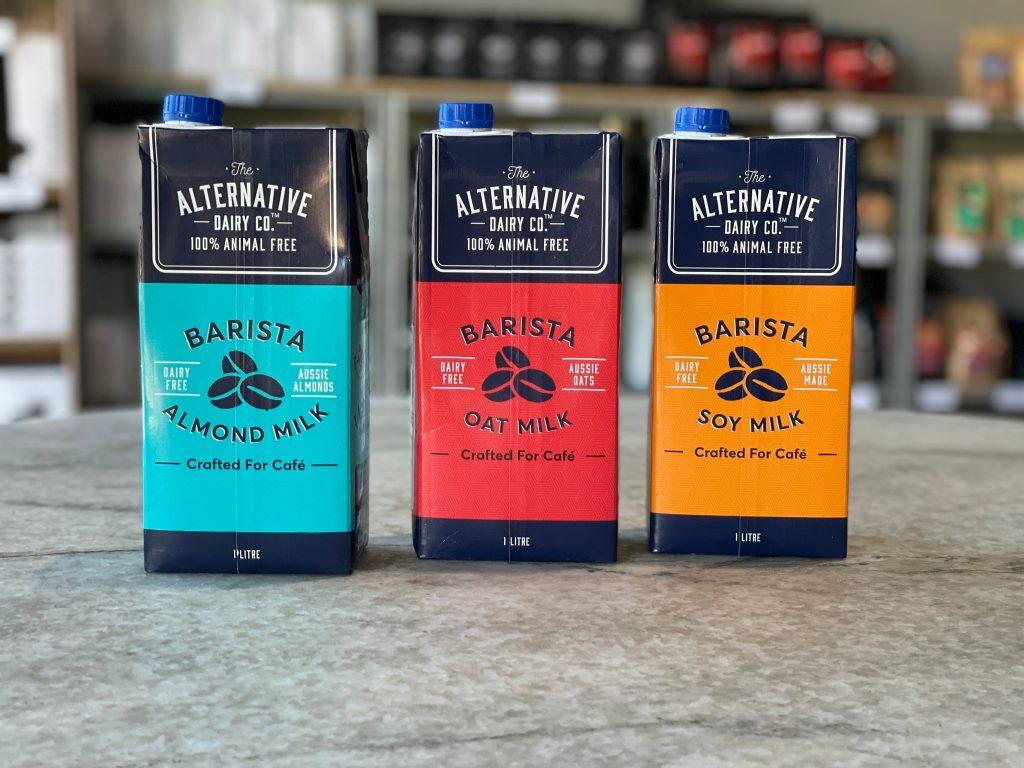 · The ·
ALTERNATIVE
DAIRY CO.™
100% ANIMAL FREE
BARISTA
DAIRY
FREE
AUSSIE
ALMONDS
ALMOND MILK
Crafted For Café
1 LITRE
· The ·
ALTERNATIVE
DAIRY CO.™
100% ANIMAL FREE
BARISTA
DAIRY
FREE
AUSSIE
OATS
OAT MILK
Crafted For Café
1 LITRE
· The ·
ALTERNATIVE
DAIRY CO.™
100% ANIMAL FREE
BARISTA
DAIRY
FREE
AUSSIE
MADE
SOY MILK
Crafted For Café
1 LITRE